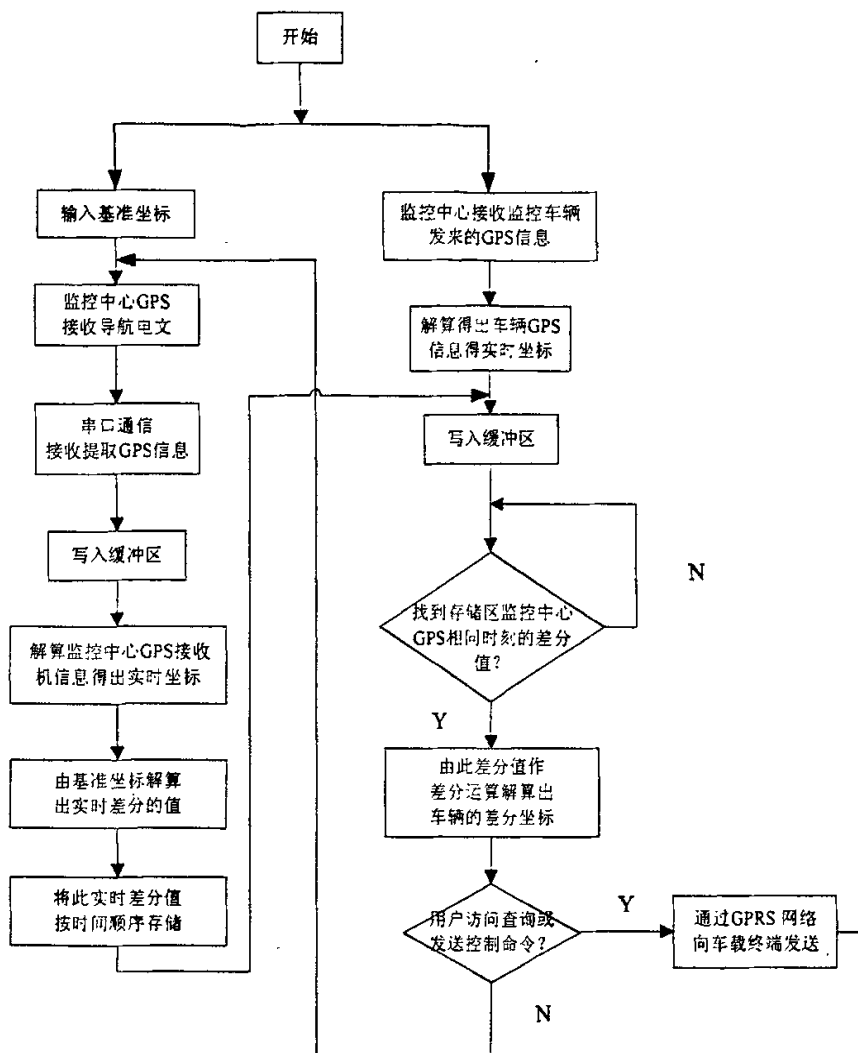 开始
输入基准坐标
监控中心GPS
接收导航电文
串口通信
接收提取GPS信息
写入缓冲区
解算监控中心GPS接收
机信息得出实时坐标
由基准坐标解算
出实时差分的值
将此实时差分值
按时间顺序存储
监控中心接收监控车辆
发来的GPS信息
解算得出车辆GPS
信息得实时坐标
写入缓冲区
找到存储区监控中心
GPS相同时刻的差分
值?
N
Y
由此差分值作
差分运算解算出
车辆的差分坐标
用户访问查询或
发送控制命令?
Y
通过GPRS 网络
向车载终端发送
N